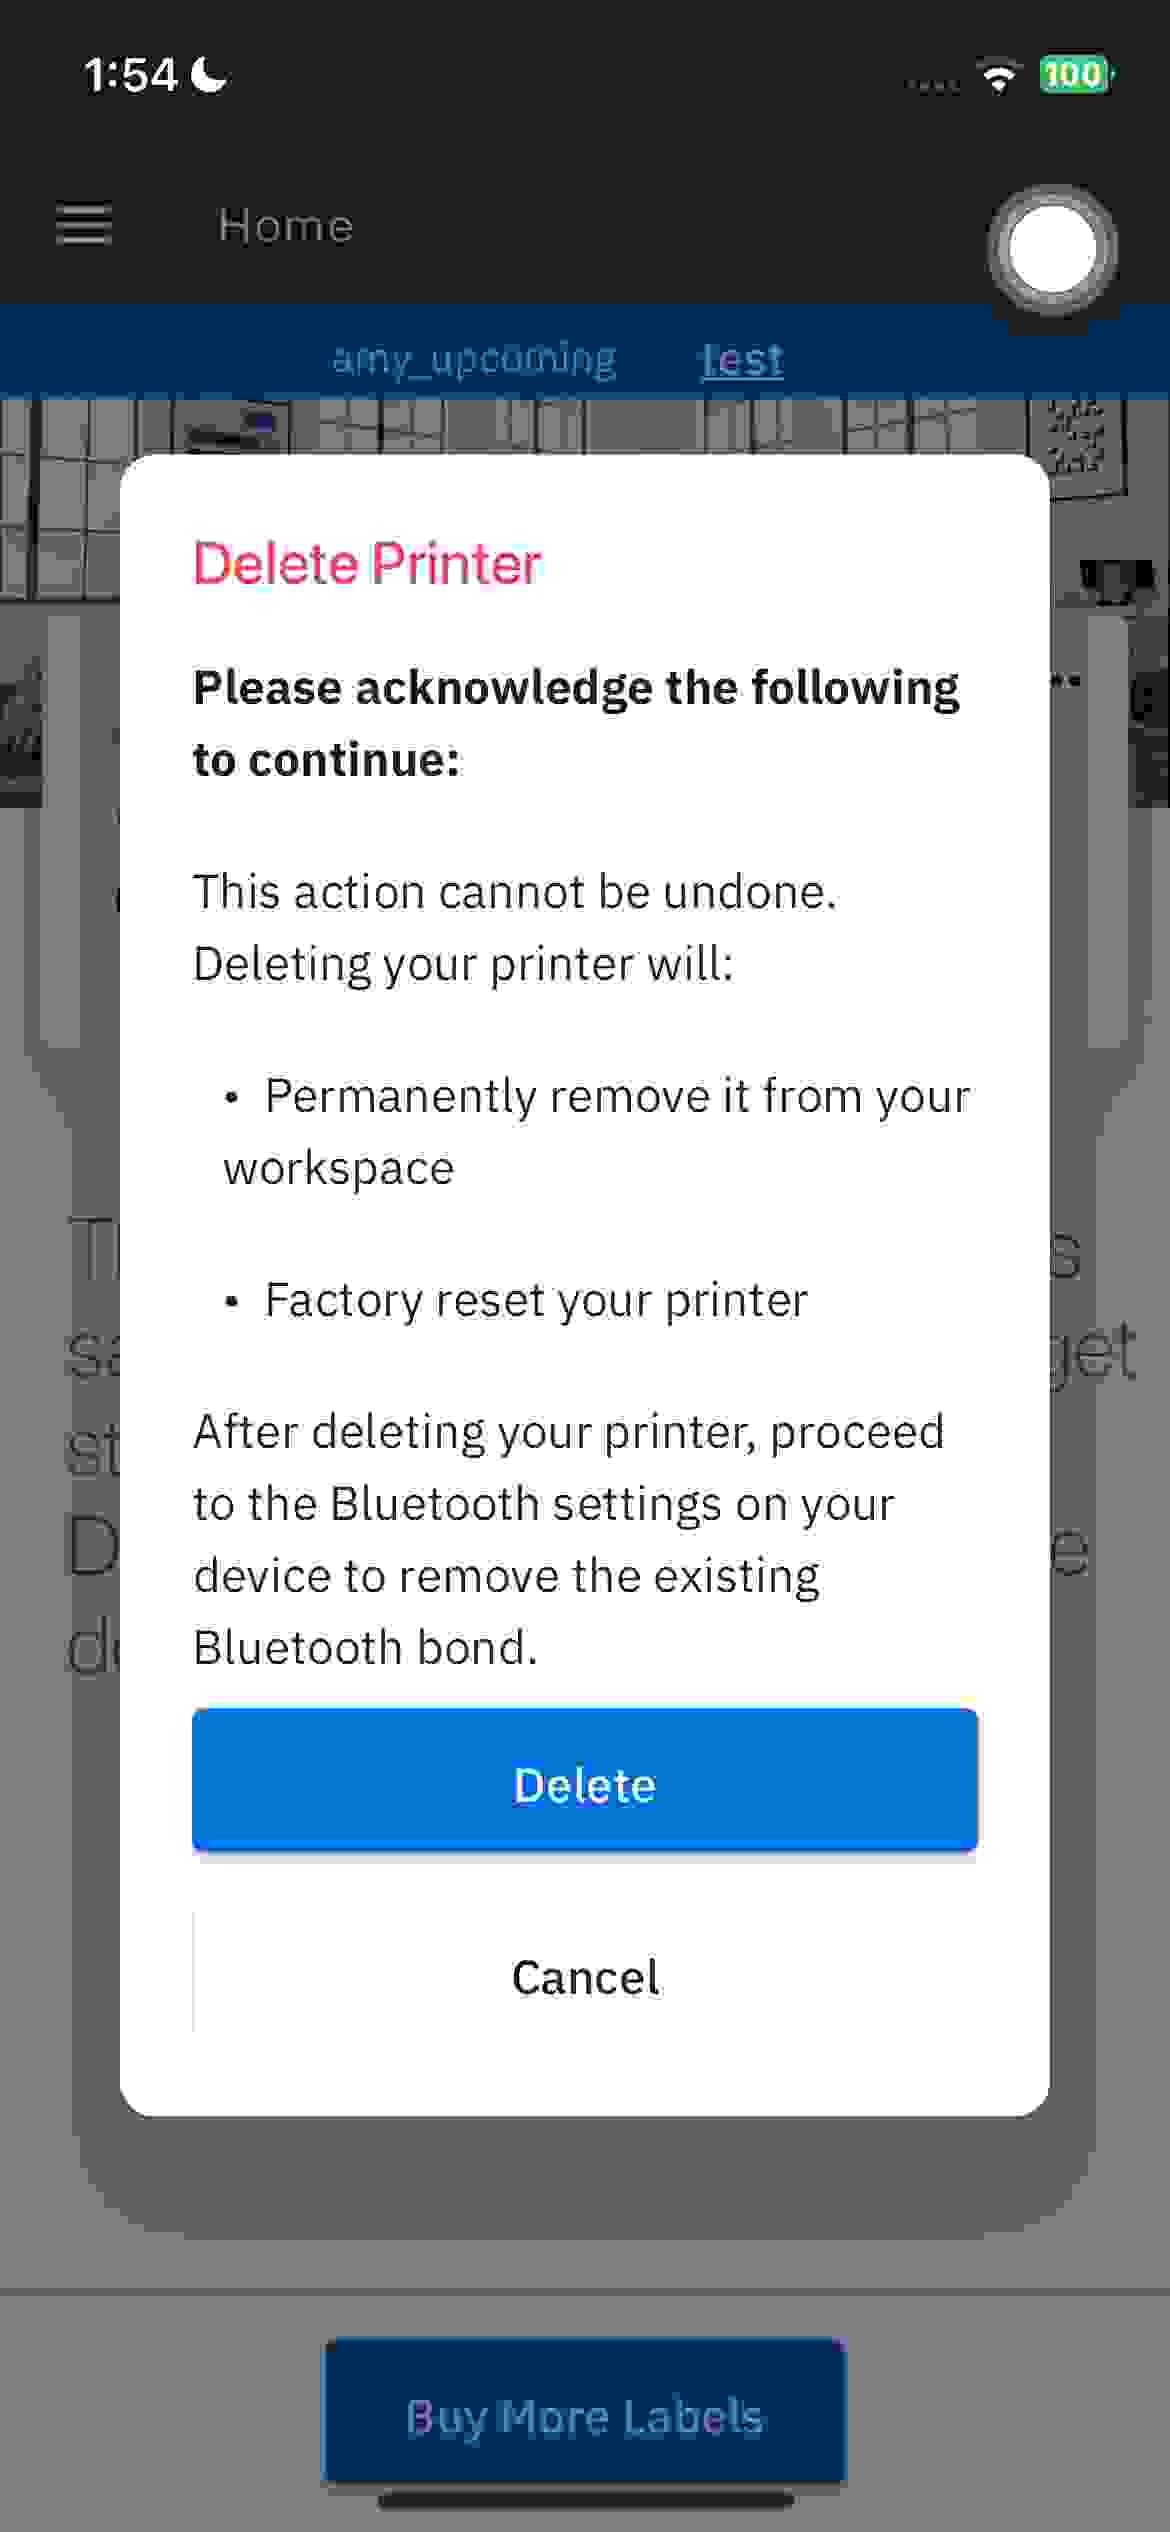 1:54
100
Home
amy_upcoming test
Delete Printer
Please acknowledge the following
to continue:
This action cannot be undone.
Deleting your printer will:
• Permanently remove it from your
workspace
• Factory reset your printer
After deleting your printer, proceed
to the Bluetooth settings on your
device to remove the existing
Bluetooth bond.
Delete
Cancel
Buy More Labels